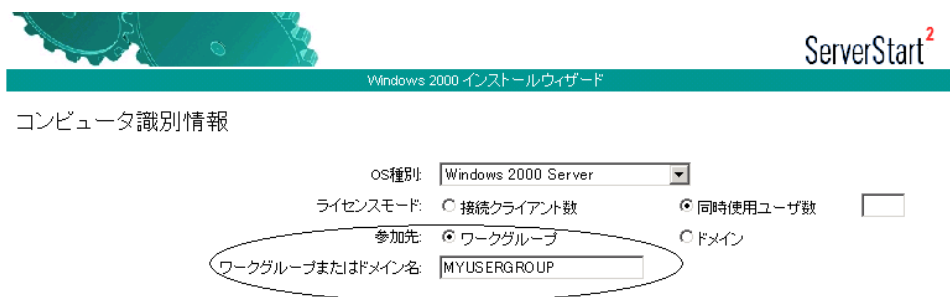 ServerStart2
Windows 2000 インストールウィザード
コンピュータ識別情報
OS種別: Windows 2000 Server
ライセンスモード: 接続クライアント数 同時使用ユーザ数
参加先: ワークグループ ドメイン
ワークグループまたはドメイン名: MYUSERGROUP